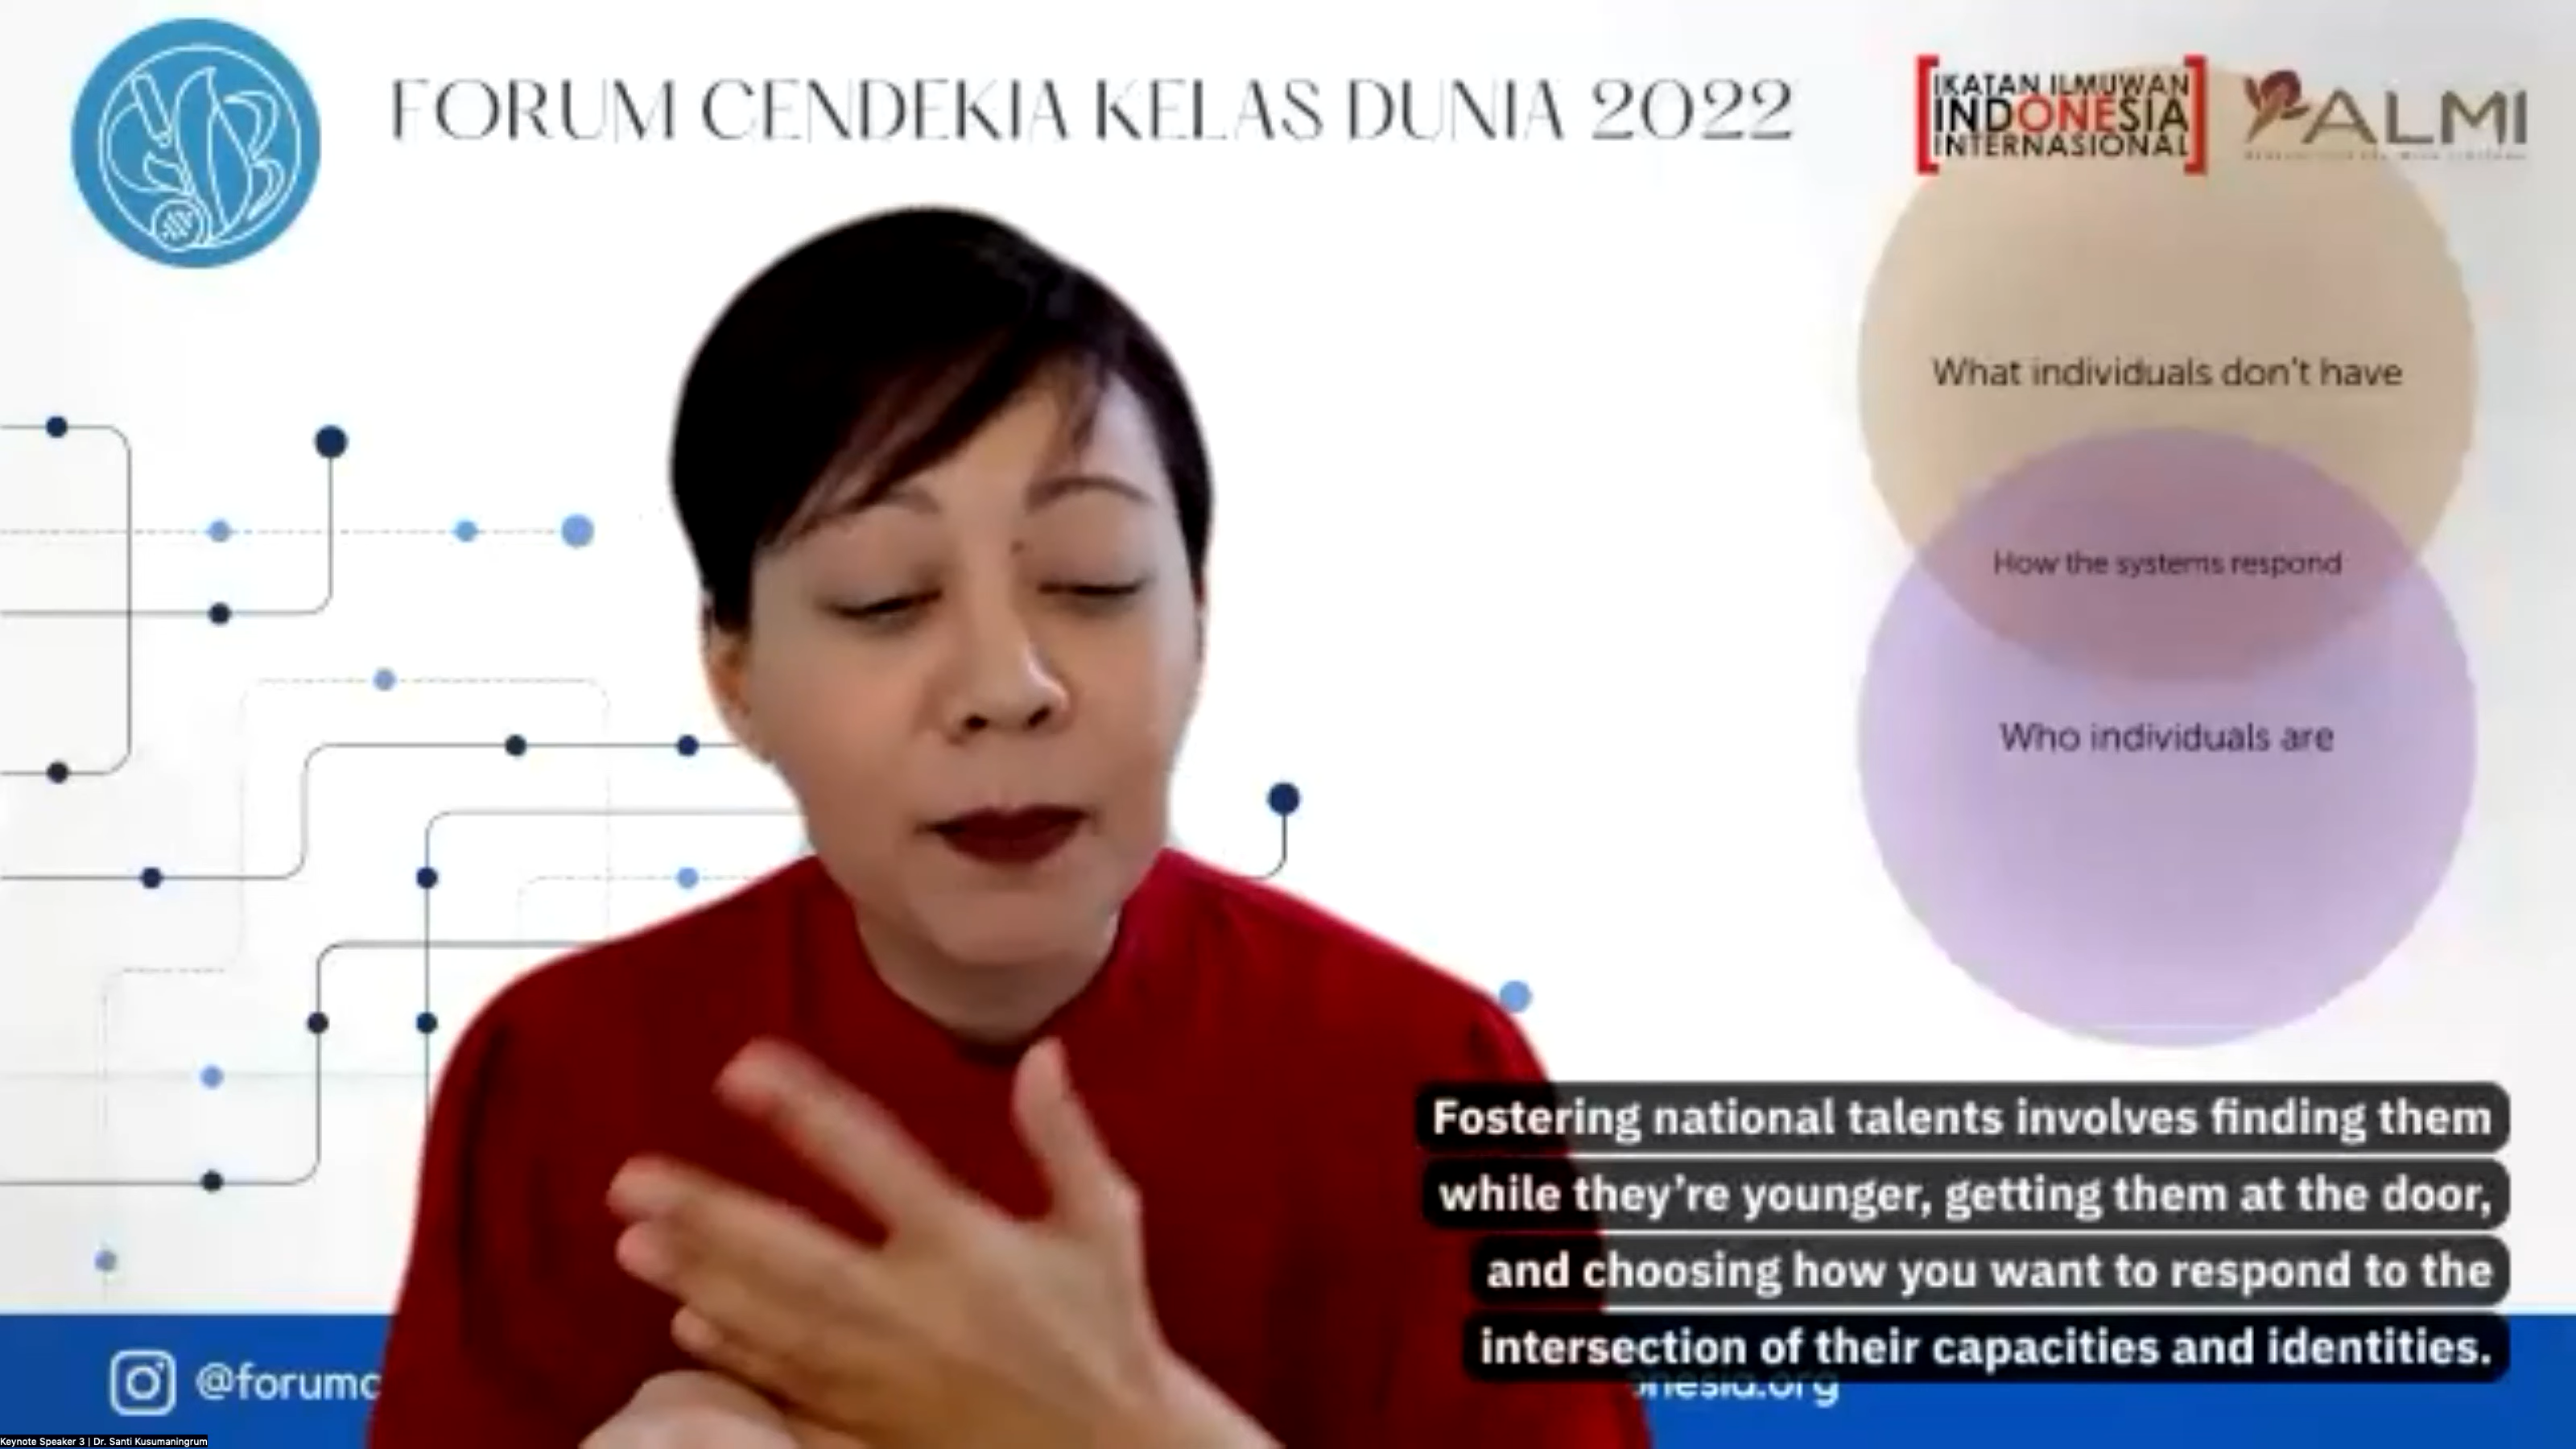 FORUM CENDEKIA KELAS DUNIA 2022
IKATAN ILMUWAN
INDONESIA
INTERNASIONAL
ALMI
What individuals don't have
How the systems respond
Who individuals are
Fostering national talents involves finding them
while they’re younger, getting them at the door,
and choosing how you want to respond to the
intersection of their capacities and identities.
@forumc
onesia.org
Keynote Speaker 3 | Dr. Santi Kusumaningrum